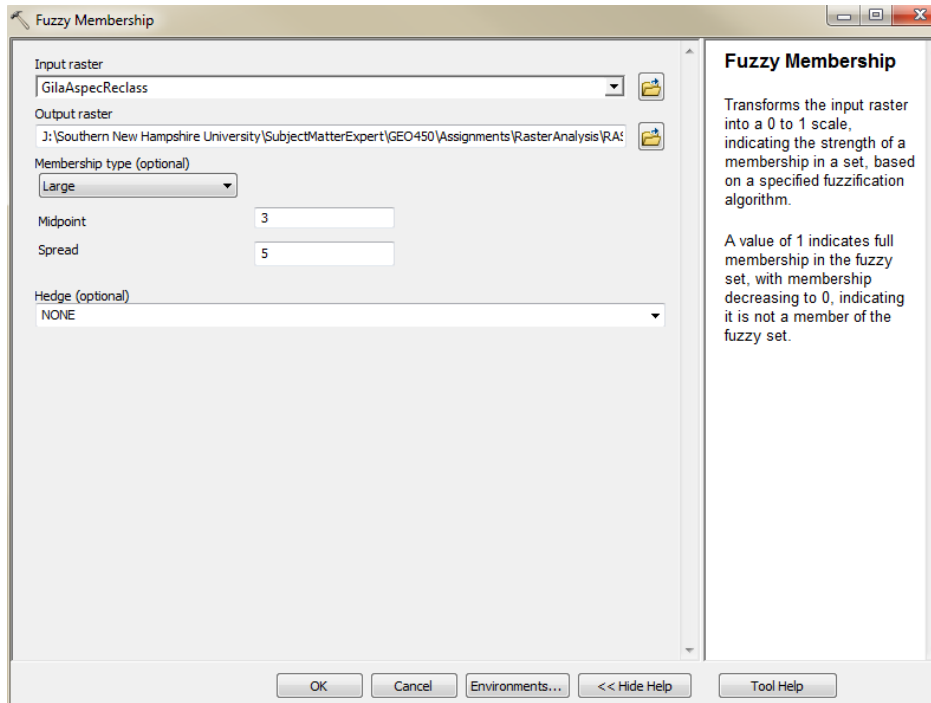 Fuzzy Membership
Input raster
GilaAspecReclass
Output raster
J:\Southern New Hampshire University\SubjectMatterExpert\GEO450\Assignments\RasterAnalysis\RAS
Membership type (optional)
Large
Midpoint
3
Spread
5
Hedge (optional)
NONE
Fuzzy Membership
Transforms the input raster
into a 0 to 1 scale,
indicating the strength of a
membership in a set, based
on a specified fuzzification
algorithm.
A value of 1 indicates full
membership in the fuzzy
set, with membership
decreasing to 0, indicating
it is not a member of the
fuzzy set.
OK
Cancel
Environments...
<< Hide Help
Tool Help